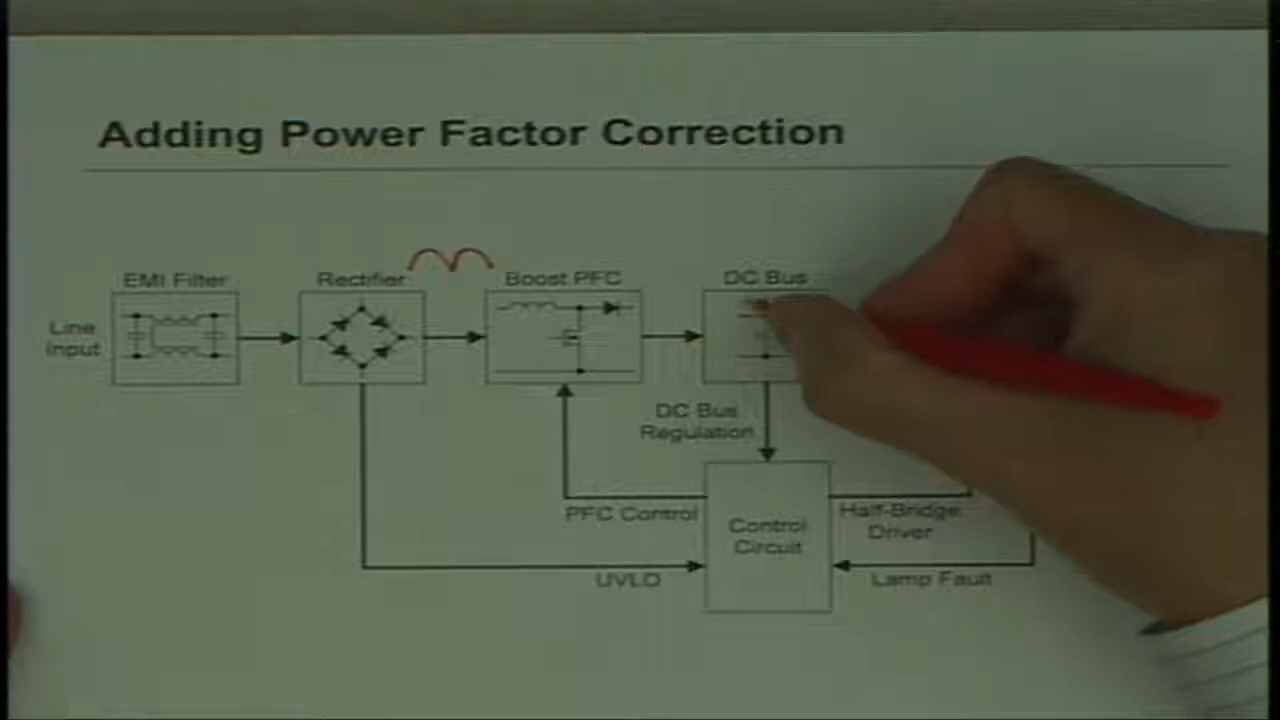 Adding Power Factor Correction
EMI Filter
Rectifier
Boost PFC
DC Bus
Line
Input
DC Bus
Regulation
PFC Control
Control
Circuit
Half-Bridge
Driver
UVLO
Lamp Fault